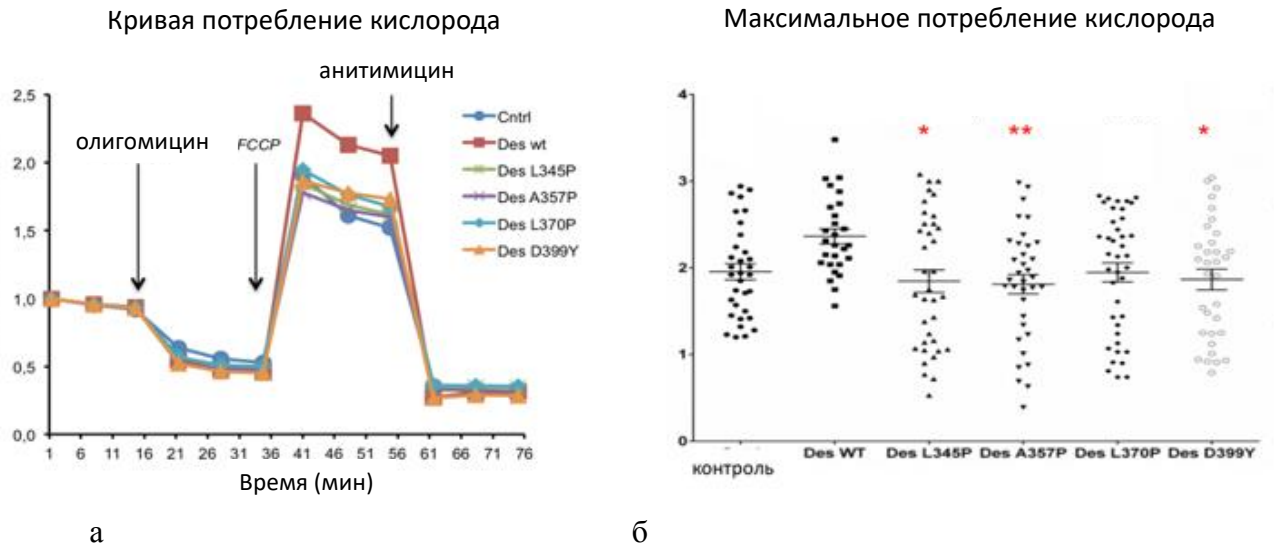 Кривая потребление кислорода
Максимальное потребление кислорода
анитимицин
олигомицин
FCCP
Cntrl
Des wt
Des L345P
Des A357P
Des L370P
Des D399Y
2,5
2,0
1,5
1,0
0,5
0,0
1 6 11 16 21 26 31 36 41 46 51 56 61 66 71 76
Время (мин)
а
4
3
2
1
0
* ** *
контроль Des WT Des L345P Des A357P Des L370P Des D399Y
б